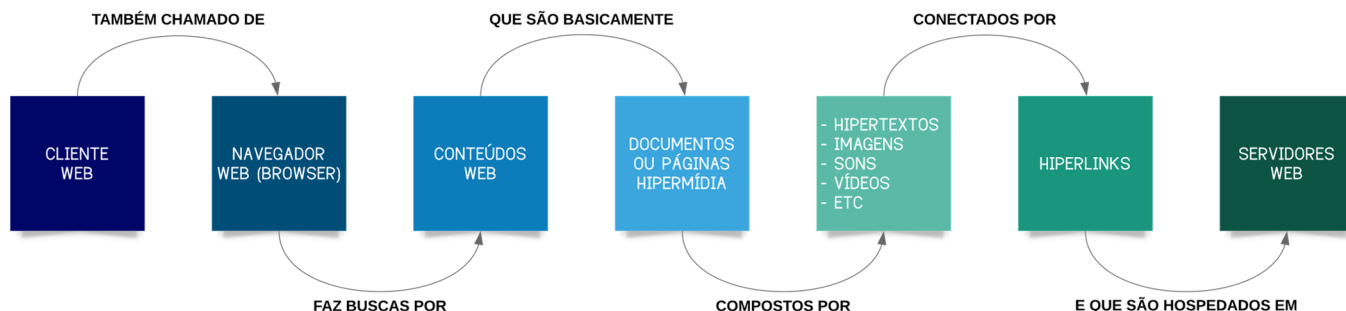 TAMBÉM CHAMADO DE
QUE SÃO BASICAMENTE
CONECTADOS POR
CLIENTE
WEB
NAVEGADOR
WEB (BROWSER)
CONTEÚDOS
WEB
DOCUMENTOS
OU PÁGINAS
HIPERMÍDIA
- HIPERTEXTOS
- IMAGENS
- SONS
- VÍDEOS
- ETC
HIPERLINKS
SERVIDORES
WEB
FAZ BUSCAS POR
COMPOSTOS POR
E QUE SÃO HOSPEDADOS EM